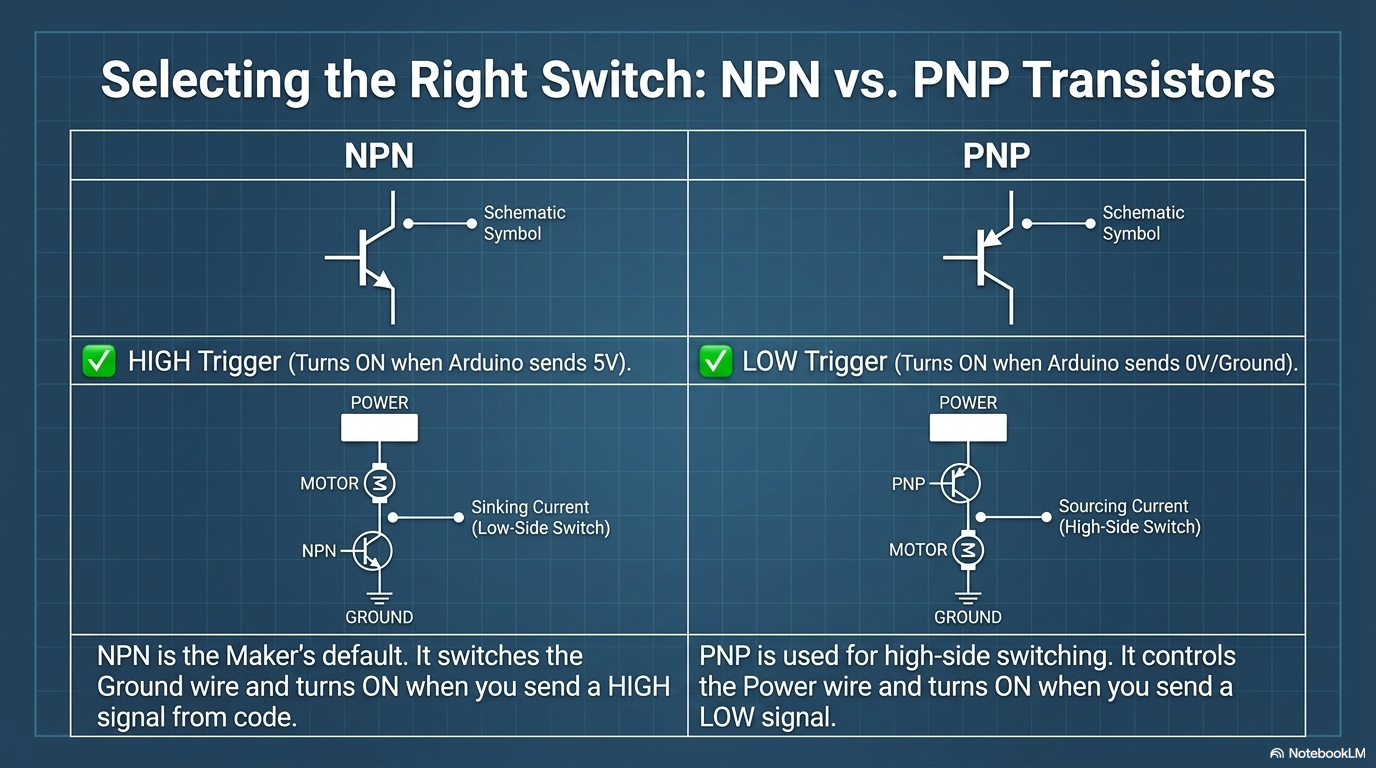 Selecting the Right Switch: NPN vs. PNP Transistors
NPN
PNP
Schematic
Symbol
Schematic
Symbol
✅ HIGH Trigger (Turns ON when Arduino sends 5V).
✅ LOW Trigger (Turns ON when Arduino sends 0V/Ground).
POWER
MOTOR
M
Sinking Current
(Low-Side Switch)
NPN
GROUND
POWER
PNP
Sourcing Current
(High-Side Switch)
MOTOR
M
GROUND
NPN is the Maker’s default. It switches the
Ground wire and turns ON when you send a HIGH
signal from code.
PNP is used for high-side switching. It controls
the Power wire and turns ON when you send a
LOW signal.
NotebookLM